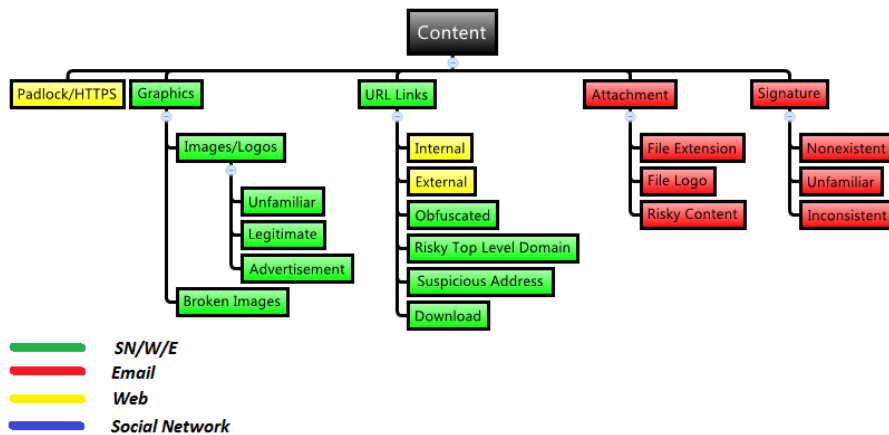 Content
Padlock/HTTPS
Graphics
URL Links
Attachment
Signature
Images/Logos
Unfamiliar
Legitimate
Advertisement
Broken Images
Internal
External
Obfuscated
Risky Top Level Domain
Suspicious Address
Download
File Extension
File Logo
Risky Content
Nonexistent
Unfamiliar
Inconsistent
SN/W/E
Email
Web
Social Network